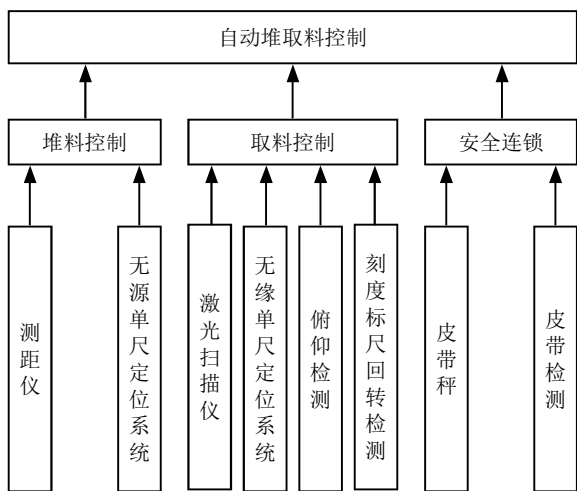 自动堆取料控制
堆料控制
取料控制
安全连锁
测距仪
无源单尺定位系统
激光扫描仪
无缘单尺定位系统
俯仰检测
刻度标尺回转检测
皮带秤
皮带检测